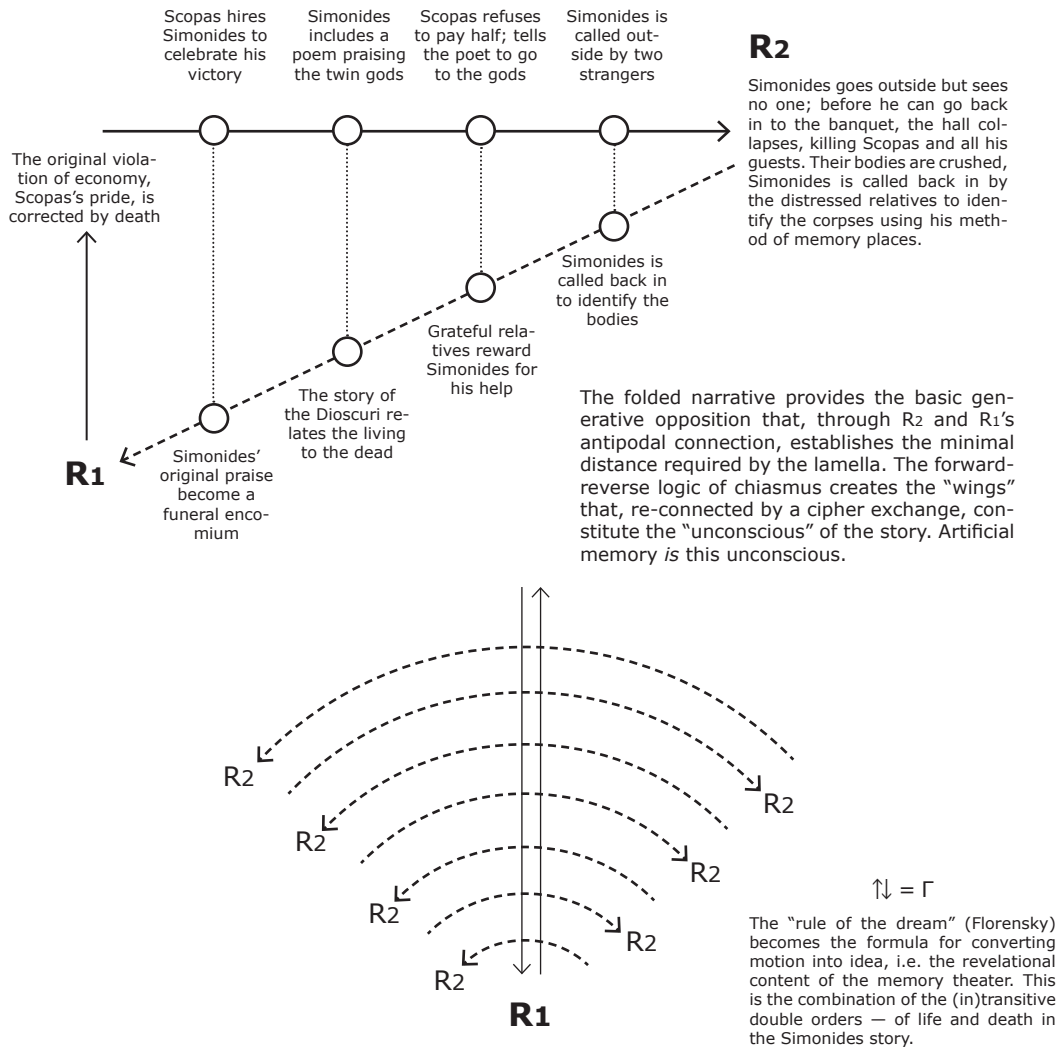 Scopas hires
Simonides to
celebrate his
victory
Simonides
includes a
poem praising
the twin gods
Scopas refuses
to pay half; tells
the poet to go
to the gods
Simonides is
called out-
side by two
strangers
R2
Simonides goes outside but sees
no one; before he can go back
in to the banquet, the hall col-
lapses, killing Scopas and all his
guests. Their bodies are crushed,
Simonides is called back in by
the distressed relatives to iden-
tify the corpses using his meth-
od of memory places.
The original viola-
tion of economy,
Scopas's pride, is
corrected by death
R1
Simonides'
original praise
become a
funeral enco-
mium
The story of
the Dioscuri re-
lates the living
to the dead
Grateful rela-
tives reward
Simonides for
his help
Simonides is
called back in
to identify the
bodies
The folded narrative provides the basic gen-
erative opposition that, through R2 and R1's
antipodal connection, establishes the minimal
distance required by the lamella. The forward-
reverse logic of chiasmus creates the “wings”
that, re-connected by a cipher exchange, con-
stitute the “unconscious” of the story. Artificial
memory is this unconscious.
R2
R2
R2
R2
R2
R2
R2
R1
⇅ = Γ
The “rule of the dream” (Florensky)
becomes the formula for converting
motion into idea, i.e. the revelational
content of the memory theater. This
is the combination of the (in)transitive
double orders — of life and death in
the Simonides story.